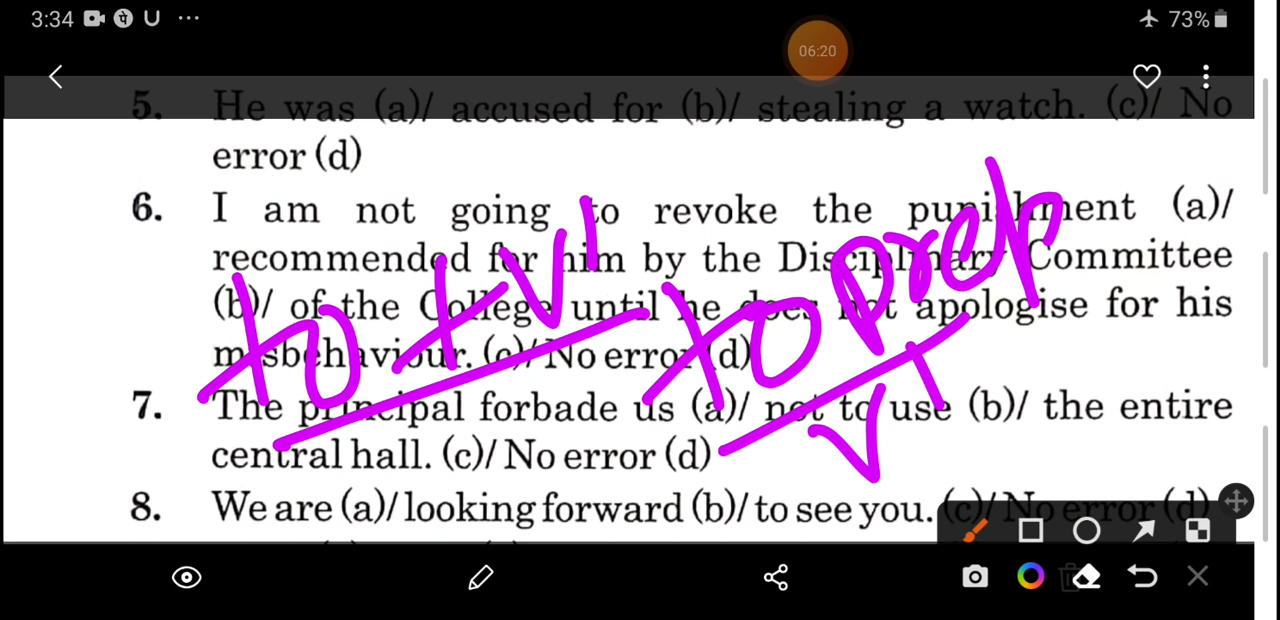 3:34 U ... 73%
06:20
5. He was (a)/ accused for (b)/ stealing a watch. (c)/ No
error (d)
6. I am not going to revoke the punishment (a)/
recommended for him by the Disciplinary Committee
(b)/ of the College until he does not apologise for his
misbehaviour. (c)/ No error (d)
to + V1 to prep
7. The principal forbade us (a)/ not to use (b)/ the entire
central hall. (c)/ No error (d)
8. We are (a)/ looking forward (b)/ to see you. (c)/ No error (d)